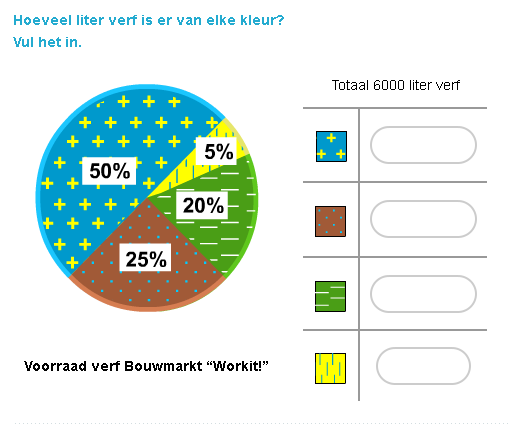 Hoeveel liter verf is er van elke kleur?
Vul het in.
Totaal 6000 liter verf
5%
50%
20%
25%
Voorraad verf Bouwmarkt “Workit!”